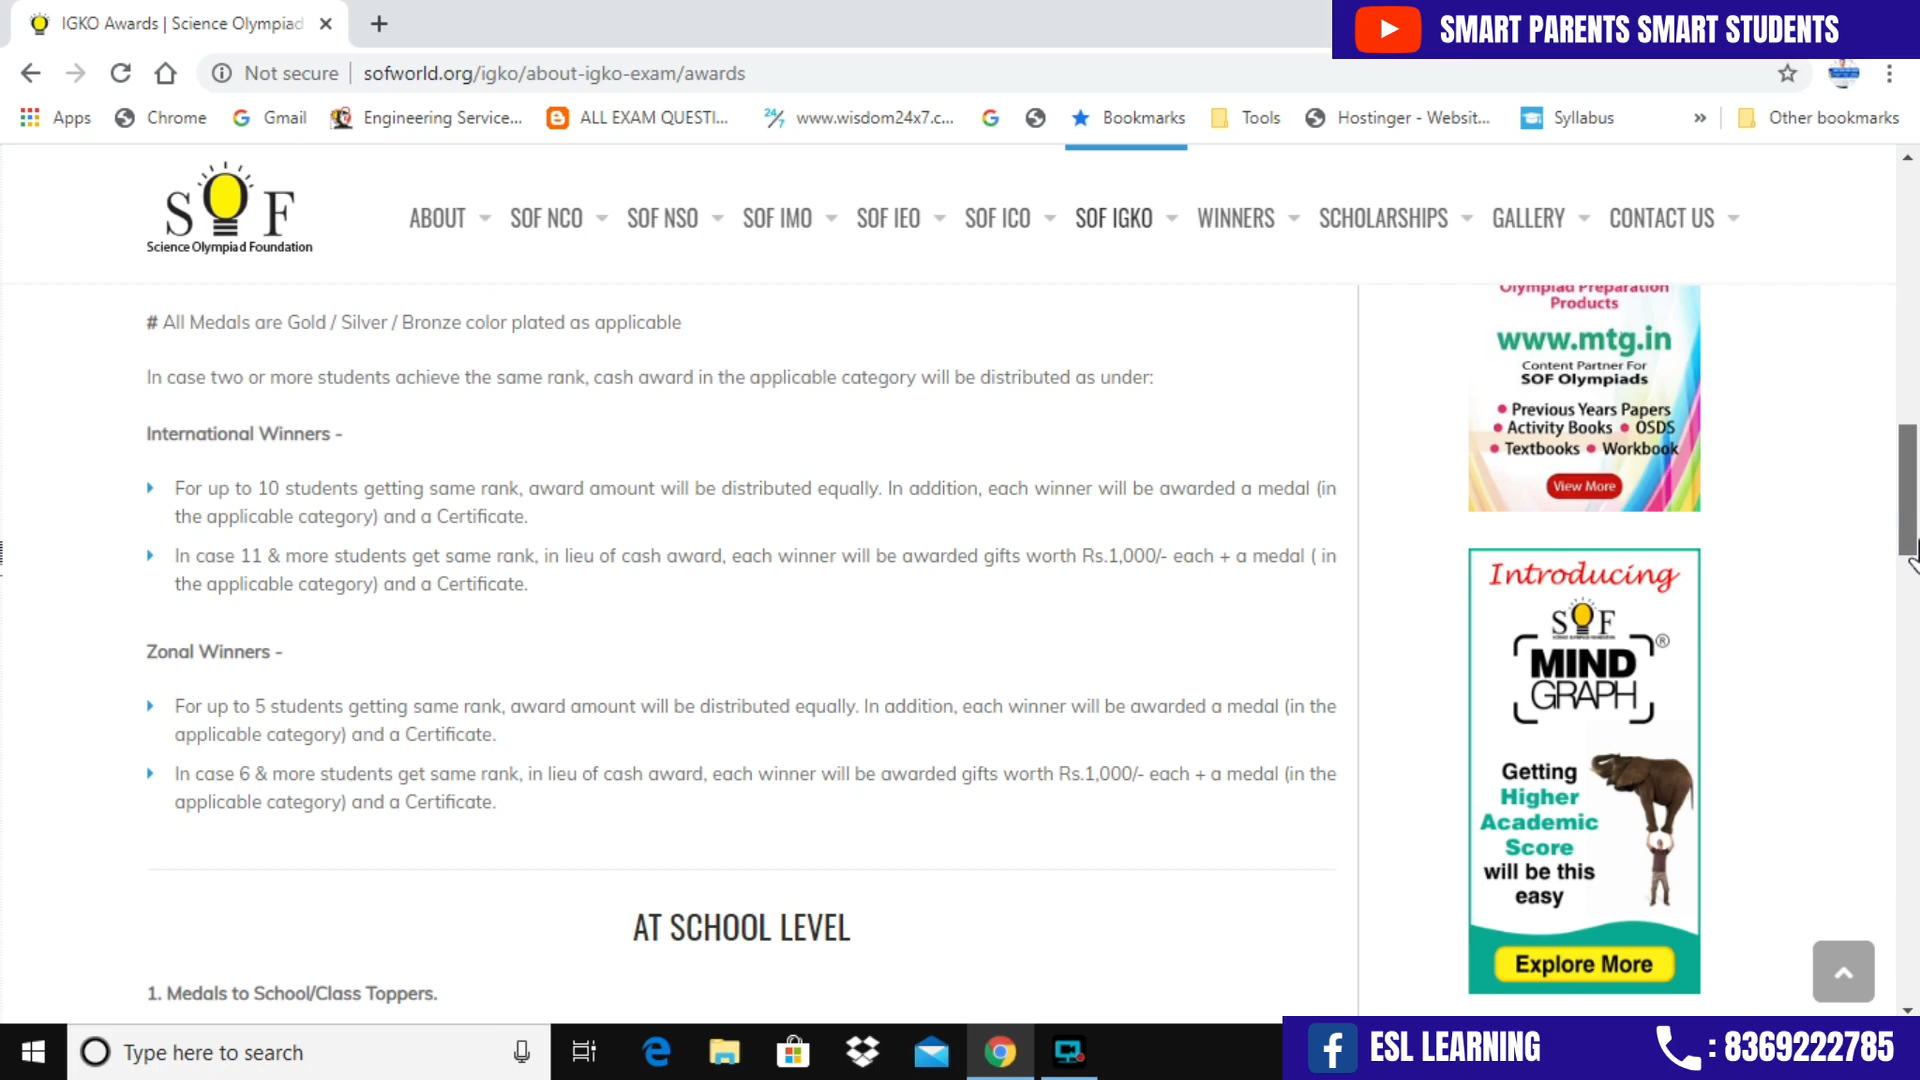 IGKO Awards | Science Olympiad
SMART PARENTS SMART STUDENTS
Not secure
sofworld.org/igko/about-igko-exam/awards
Apps
Chrome
Gmail
Engineering Service...
ALL EXAM QUESTI...
24/7
www.wisdom24x7.c...
Bookmarks
Tools
Hostinger - Websit...
Syllabus
»
Other bookmarks
SOF
Science Olympiad Foundation
ABOUT
SOF NCO
SOF NSO
SOF IMO
SOF IEO
SOF ICO
SOF IGKO
WINNERS
SCHOLARSHIPS
GALLERY
CONTACT US
# All Medals are Gold / Silver / Bronze color plated as applicable
In case two or more students achieve the same rank, cash award in the applicable category will be distributed as under:
International Winners -
For up to 10 students getting same rank, award amount will be distributed equally. In addition, each winner will be awarded a medal (in
the applicable category) and a Certificate.
In case 11 & more students get same rank, in lieu of cash award, each winner will be awarded gifts worth Rs.1,000/- each + a medal ( in
the applicable category) and a Certificate.
Zonal Winners -
For up to 5 students getting same rank, award amount will be distributed equally. In addition, each winner will be awarded a medal (in the
applicable category) and a Certificate.
In case 6 & more students get same rank, in lieu of cash award, each winner will be awarded gifts worth Rs.1,000/- each + a medal (in the
applicable category) and a Certificate.
AT SCHOOL LEVEL
1. Medals to School/Class Toppers.
Olympiad Preparation
Products
www.mtg.in
Content Partner For
SOF Olympiads
• Previous Years Papers
• Activity Books • OSDS
• Textbooks • Workbook
View More
Introducing
SOF
MIND
GRAPH
®
Getting
Higher
Academic
Score
will be this
easy
Explore More
Type here to search
ESL LEARNING
: 8369222785